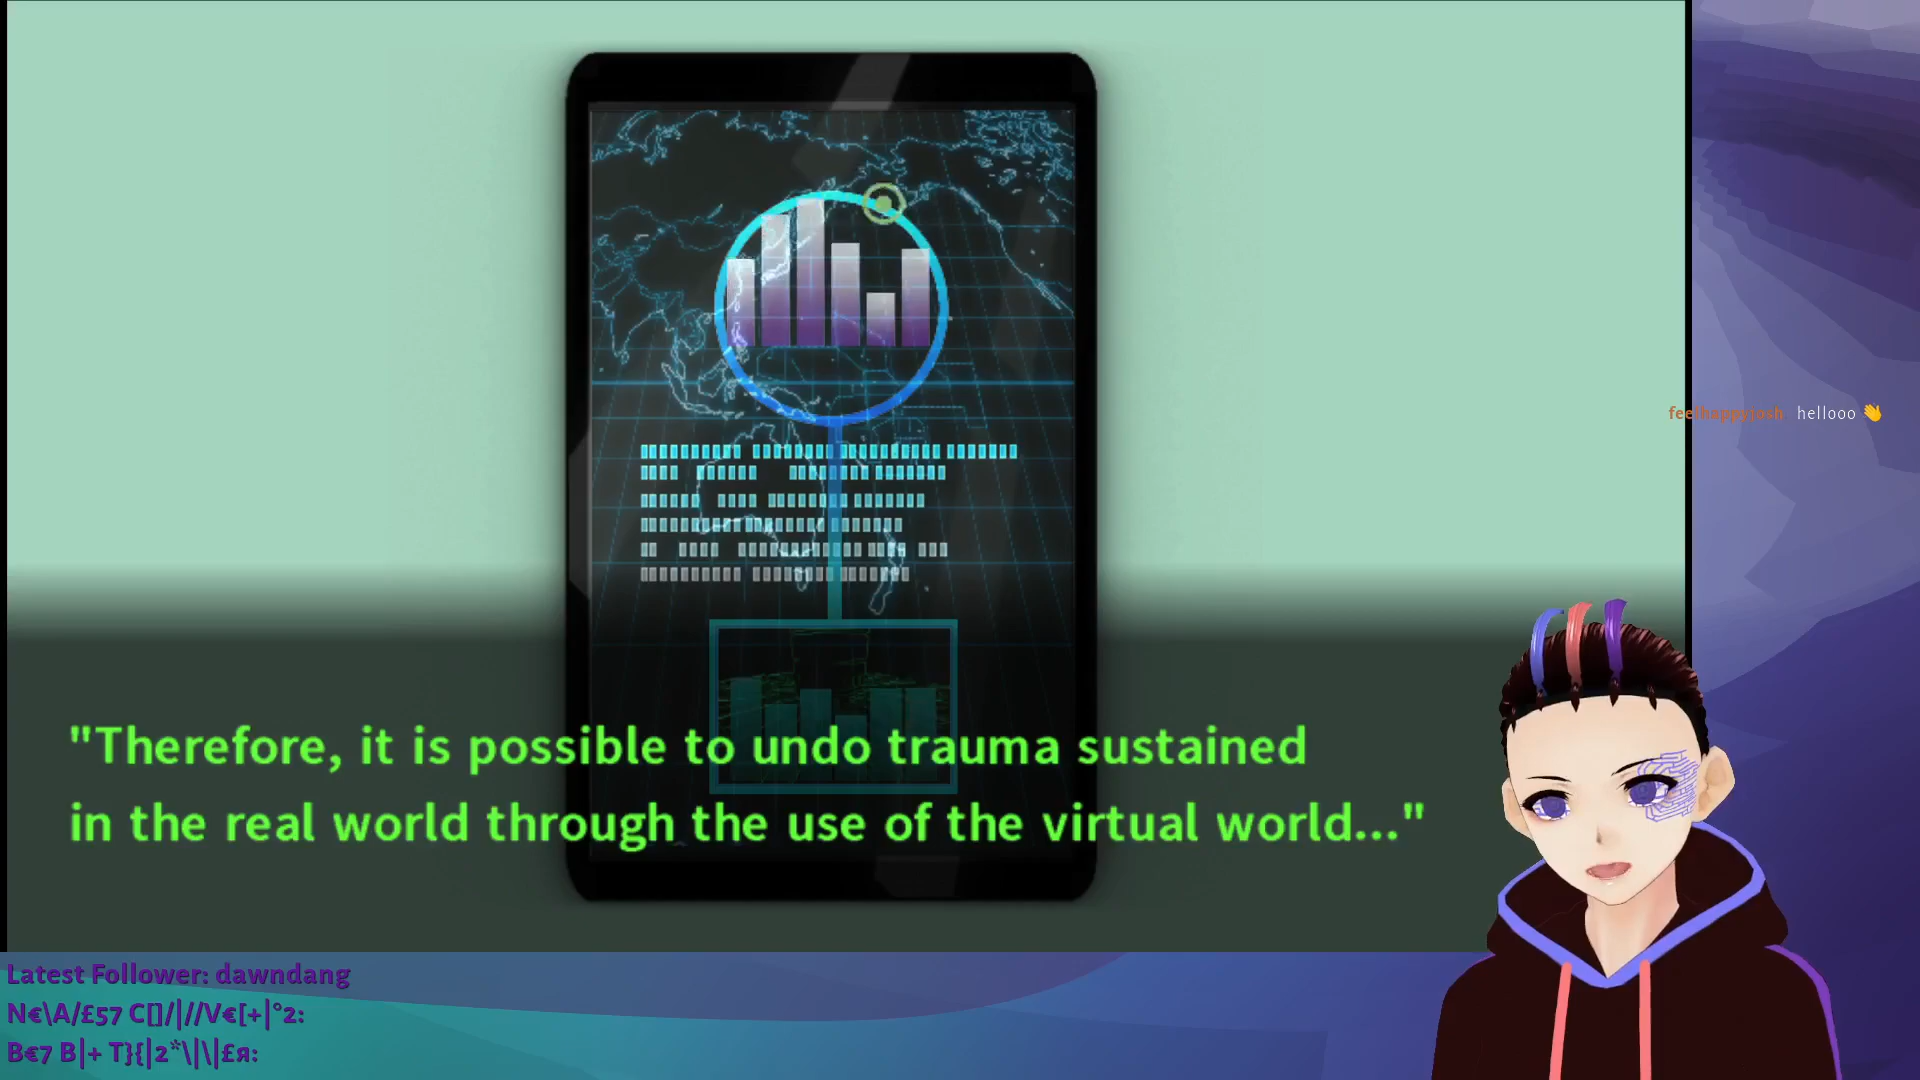 feelhappyjosh hellooo 👋
"Therefore, it is possible to undo trauma sustained
in the real world through the use of the virtual world..."
Latest Follower: dawndang
N€\A/£57 C[]/|//V€[+|°2:
B€7 B|+ T}{|2*\|\|£я: